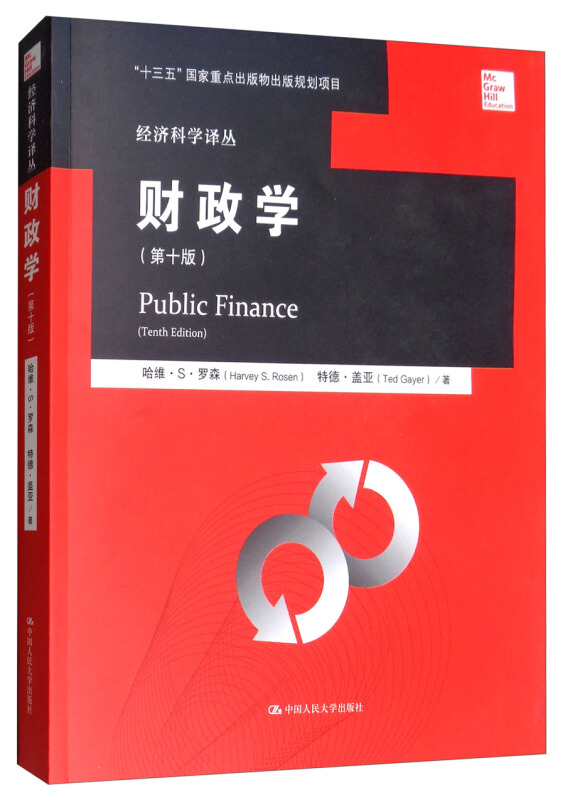 McGraw Hill Education
经济科学译丛
财政学
（第十版）
哈维·S·罗森 特德·盖亚/著
中国人民大学出版社
“十三五”国家重点出版物出版规划项目
Mc
Graw
Hill
Education
经济科学译丛
财政学
（第十版）
Public Finance
(Tenth Edition)
哈维·S·罗森（Harvey S. Rosen） 特德·盖亚（Ted Gayer）/著
中国人民大学出版社